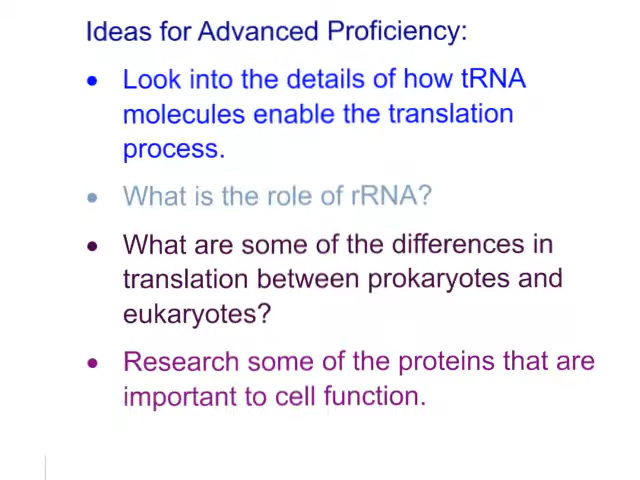 Ideas for Advanced Proficiency:
• Look into the details of how tRNA
molecules enable the translation
process.
• What is the role of rRNA?
• What are some of the differences in
translation between prokaryotes and
eukaryotes?
• Research some of the proteins that are
important to cell function.